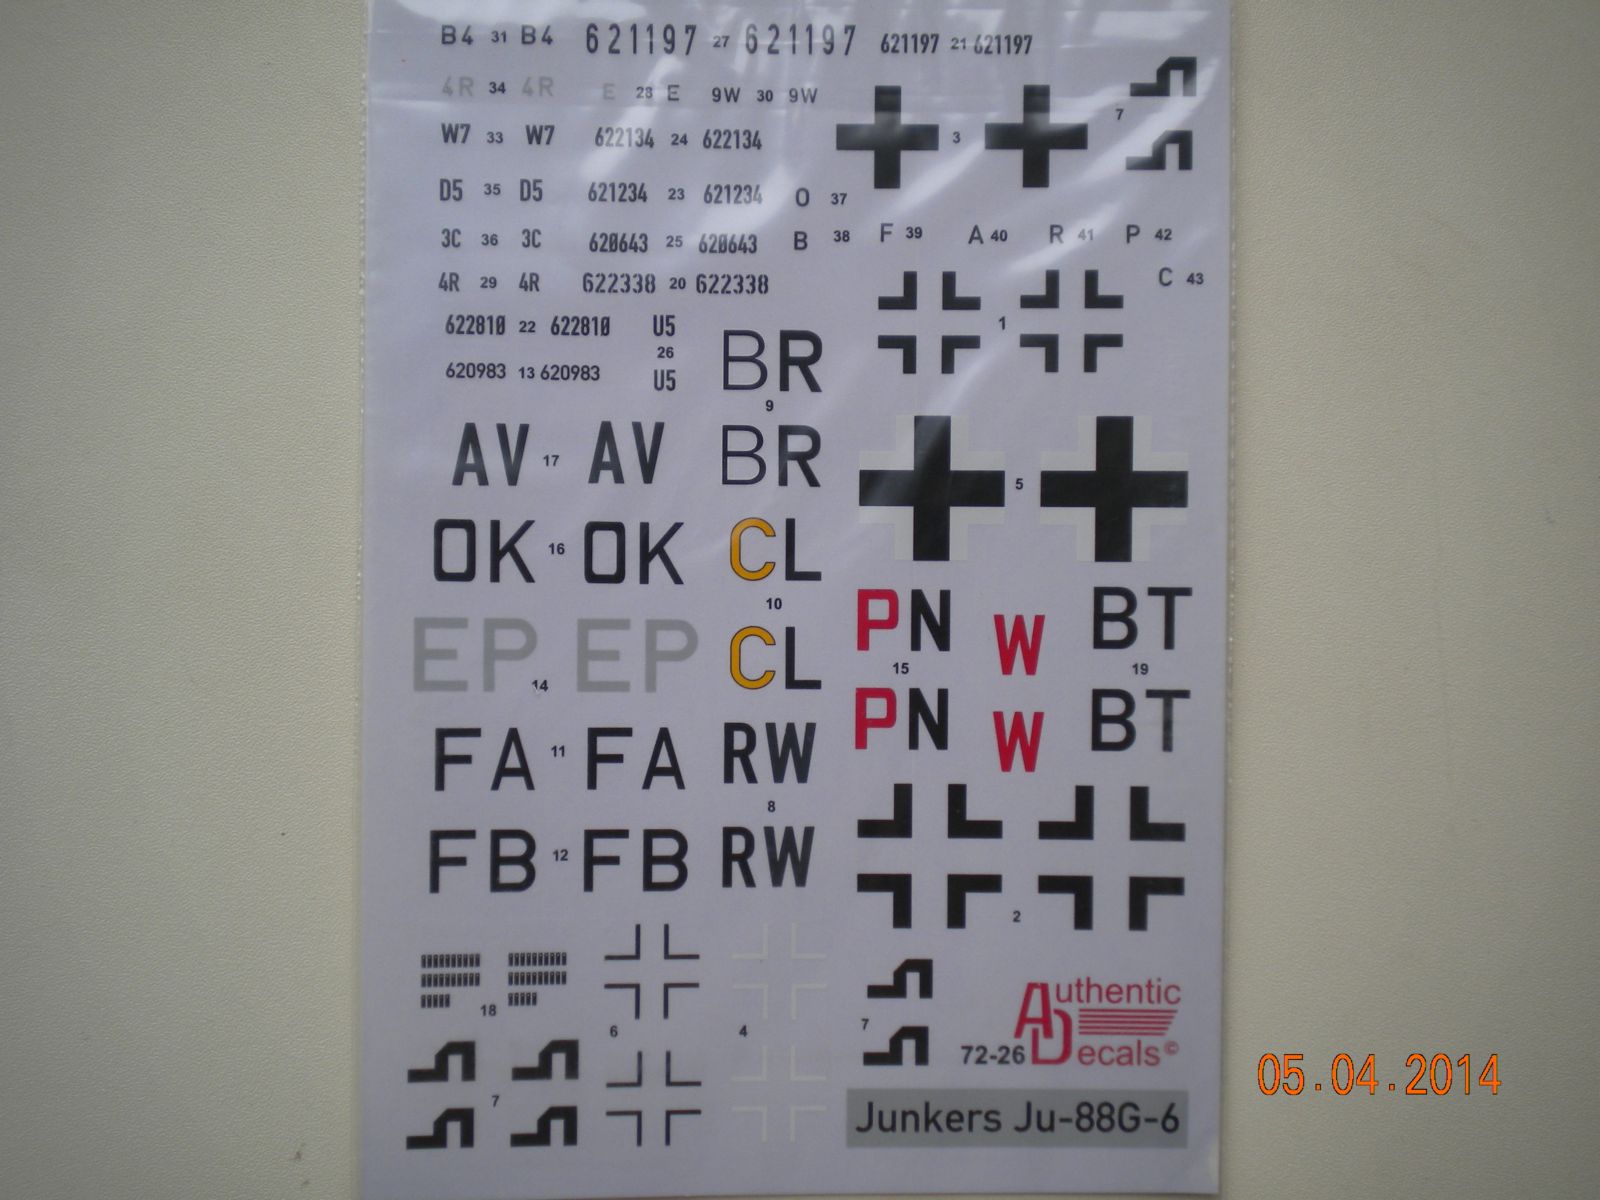 B4 31 B4 621197 27 621197 621197 21 621197
4R 34 4R E 28 E 9W 30 9W
7
3
W7 33 W7 622134 24 622134
D5 35 D5 621234 23 621234 O 37
3C 36 3C 620643 25 620643 B 38 F 39 A 40 R 41 P 42
4R 29 4R 622338 20 622338 C 43
622810 22 622810 U5
1
26
620983 13 620983 U5
BR
9
AV 17 AV BR
5
OK 16 OK CL
10
PN W BT
15 19
EP 14 EP CL
PN W BT
FA 11 FA RW
8
FB 12 FB RW
2
18
6 4 7
7
Authentic
72-26 Decals©
Junkers Ju-88G-6
05.04.2014